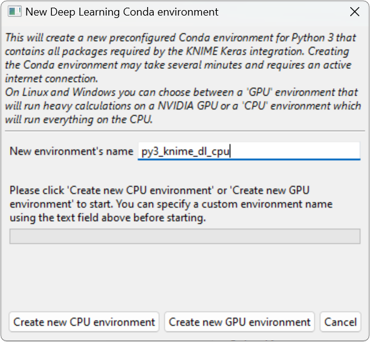 New Deep Learning Conda environment
This will create a new preconfigured Conda environment for Python 3 that
contains all packages required by the KNIME Keras integration. Creating
the Conda environment may take several minutes and requires an active
internet connection.
On Linux and Windows you can choose between a 'GPU' environment that
will run heavy calculations on a NVIDIA GPU or a 'CPU' environment which
will run everything on the CPU.
New environment's name py3_knime_dl_cpu
Please click 'Create new CPU environment' or 'Create new GPU
environment' to start. You can specify a custom environment name
using the text field above before starting.
Create new CPU environment Create new GPU environment Cancel